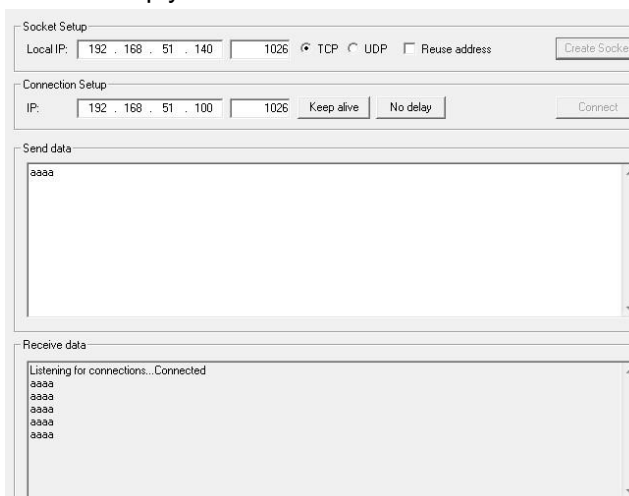 Socket Setup
Local IP: 192 . 168 . 51 . 140 1026 TCP UDP Reuse address Create Socke
Connection Setup
IP: 192 . 168 . 51 . 100 1026 Keep alive No delay Connect
Send data
aaaa
Receive data
Listening for connections...Connected
aaaa
aaaa
aaaa
aaaa
aaaa